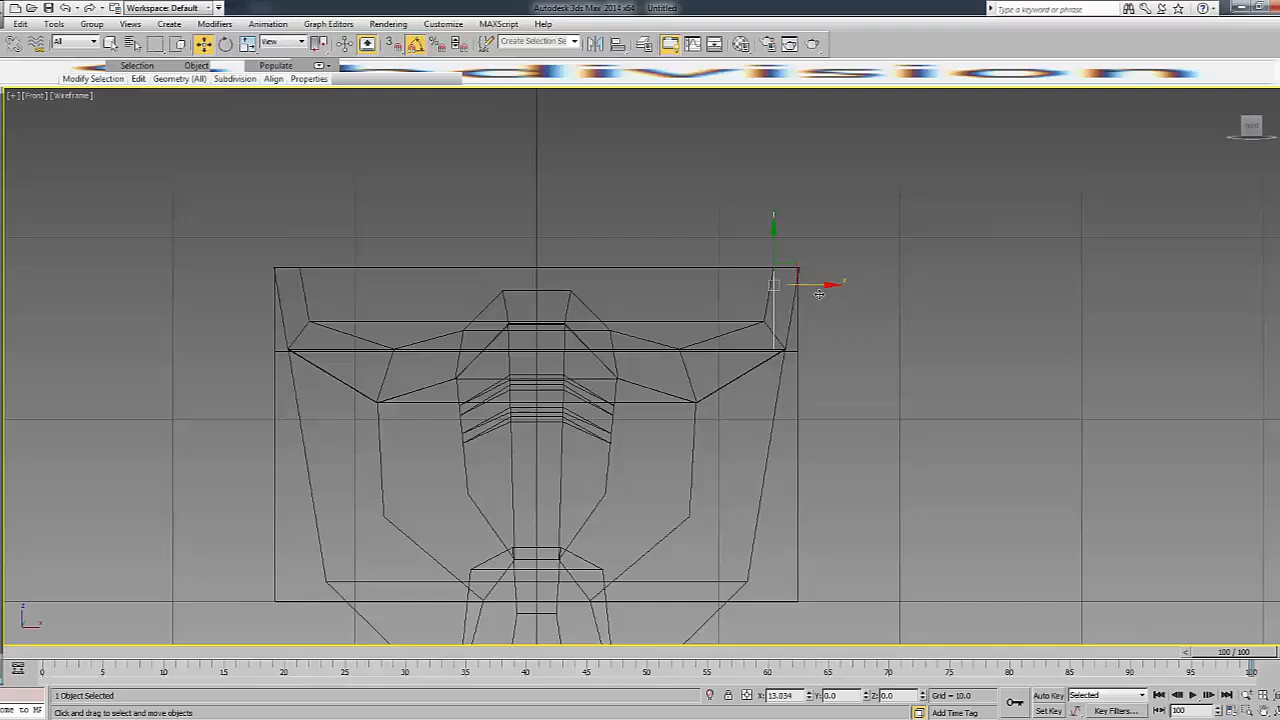 Workspace: Default
Autodesk 3ds Max 2014 x64 Untitled
Type a keyword or phrase
Edit Tools Group Views Create Modifiers Animation Graph Editors Rendering Customize MAXScript Help
All View 3 Create Selection Se
Selection Object Populate
Modify Selection Edit Geometry (All) Subdivision Align Properties
[+] [Front] [Wireframe]
FRONT
z
x
100 / 100
0 5 10 15 20 25 30 35 40 45 50 55 60 65 70 75 80 85 90 95 100
1 Object Selected X: 13.034 Y: 0.0 Z: 0.0 Grid = 10.0 Auto Key Selected
ome to MF Click and drag to select and move objects Add Time Tag Set Key Key Filters... 100